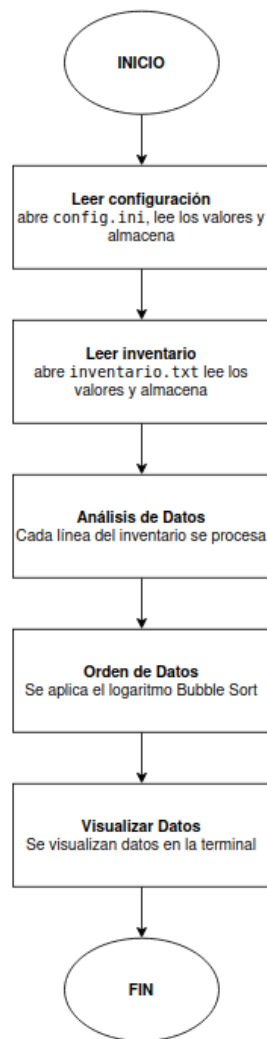 INICIO
Leer configuración
abre config.ini, lee los valores y
almacena
Leer inventario
abre inventario.txt lee los
valores y almacena
Análisis de Datos
Cada línea del inventario se procesa
Orden de Datos
Se aplica el logaritmo Bubble Sort
Visualizar Datos
Se visualizan datos en la terminal
FIN